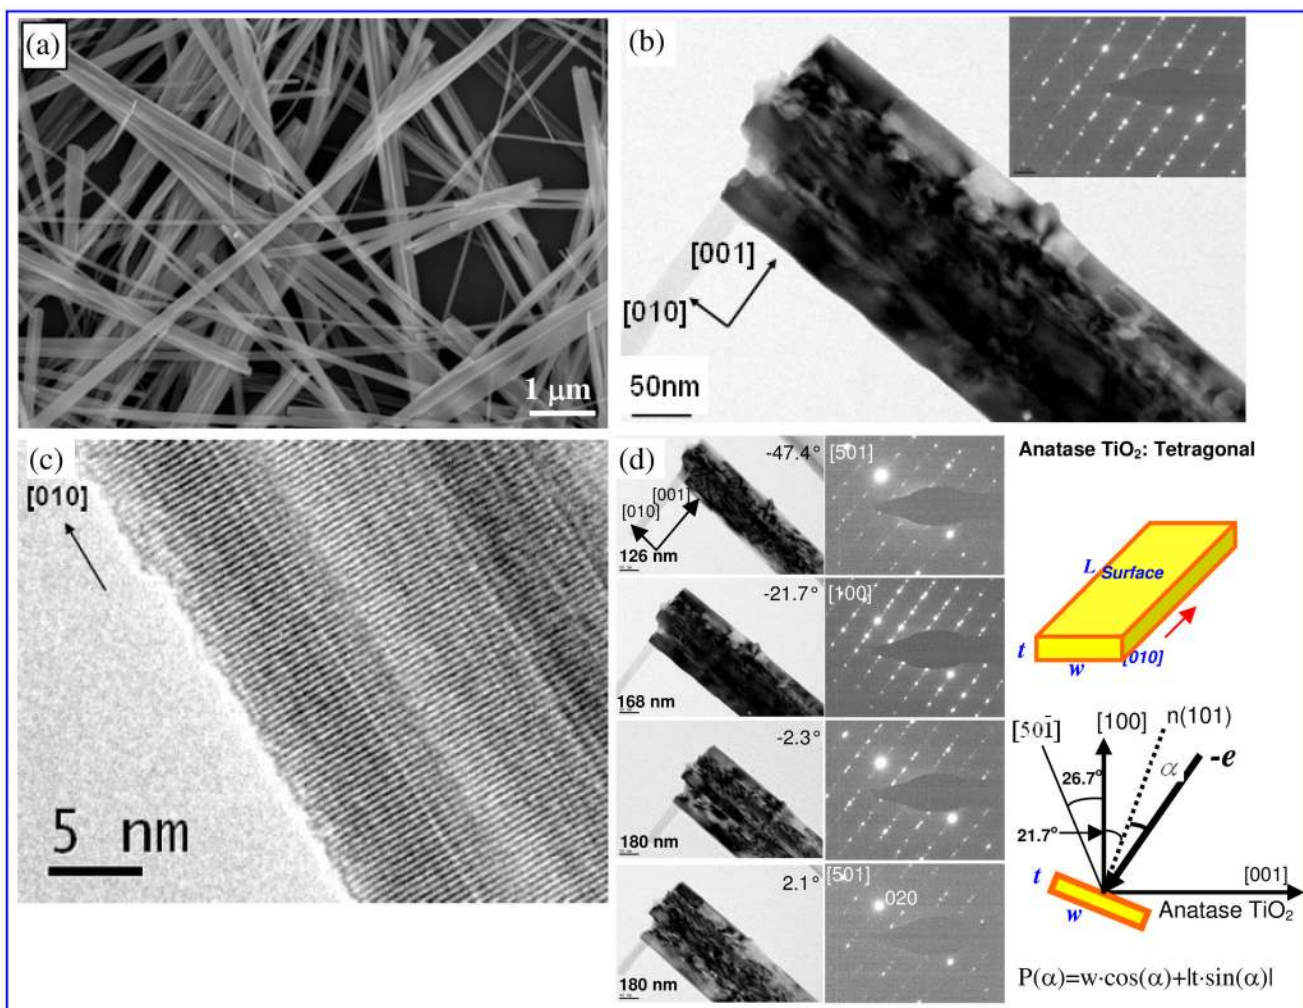 (a)
1 μm
(b)
[001]
[010]
50nm
(c)
[010]
5 nm
(d)
-47.4°
[001]
[010]
126 nm
[501]
-21.7°
168 nm
[100]
-2.3°
180 nm
2.1°
180 nm
[501]
020
Anatase TiO₂: Tetragonal
L Surface
t
w
[010]
[501̄]
[100]
n(101)
α
-e
26.7°
21.7°
t
w
[001]
Anatase TiO₂
P(α)=w·cos(α)+|t·sin(α)|